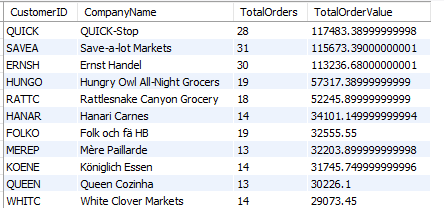 CustomerID CompanyName TotalOrders TotalOrderValue
QUICK QUICK-Stop 28 117483.38999999998
SAVEA Save-a-lot Markets 31 115673.39000000001
ERNSH Ernst Handel 30 113236.68000000001
HUNGO Hungry Owl All-Night Grocers 19 57317.38999999999
RATTC Rattlesnake Canyon Grocery 18 52245.89999999999
HANAR Hanari Carnes 14 34101.149999999994
FOLKO Folk och fä HB 19 32555.55
MEREP Mère Paillarde 13 32203.899999999998
KOENE Königlich Essen 14 31745.749999999996
QUEEN Queen Cozinha 13 30226.1
WHITC White Clover Markets 14 29073.45